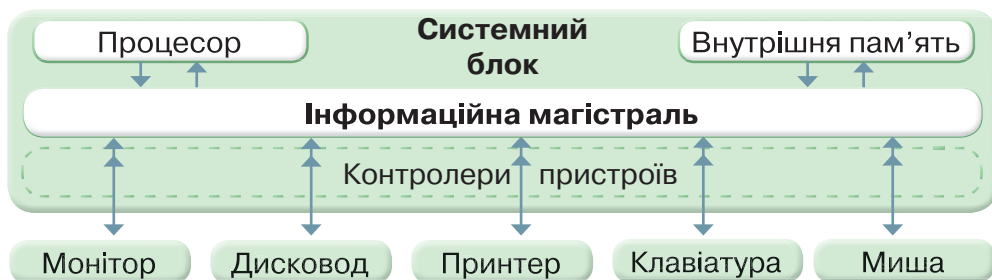 Процесор
Системний
блок
Внутрішня пам’ять
Інформаційна магістраль
Контролери пристроїв
Монітор
Дисковод
Принтер
Клавіатура
Миша